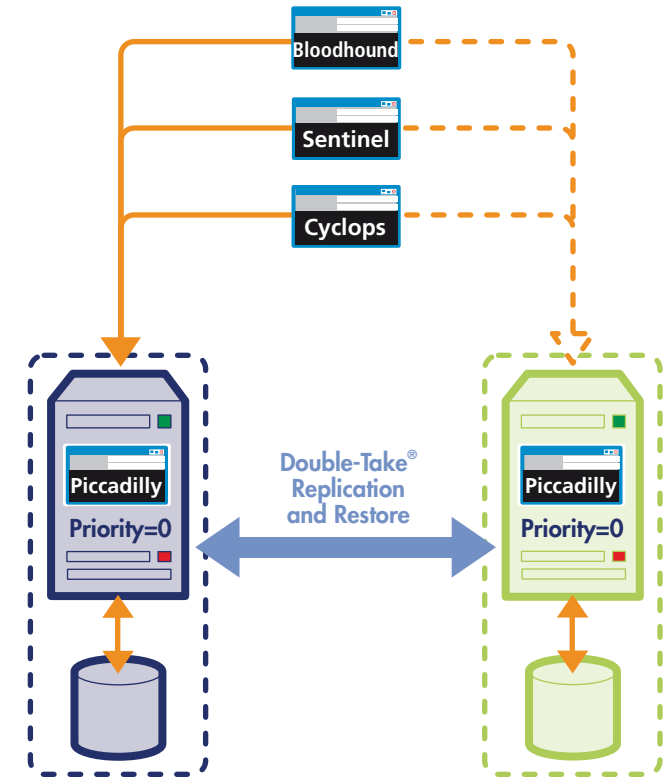 Bloodhound
Sentinel
Cyclops
Piccadilly
Priority=0
Double-Take®
Replication
and Restore
Piccadilly
Priority=0